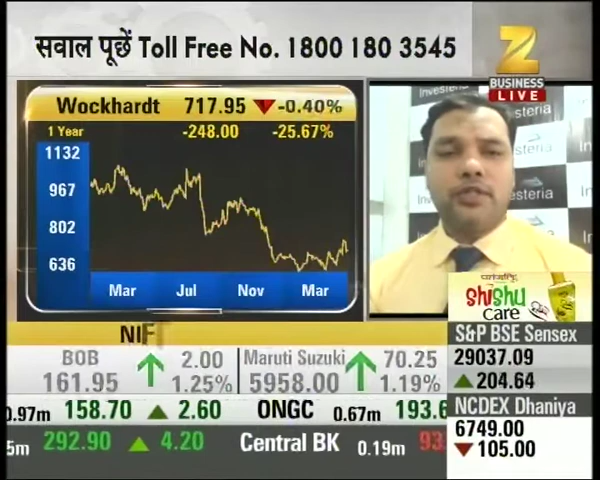 सवाल पूछें Toll Free No. 1800 180 3545
Z
BUSINESS
LIVE
Wockhardt 717.95 -0.40%
1 Year -248.00 -25.67%
1132
967
802
636
Mar Jul Nov Mar
Investeria
shishu
care
NIFT
BOB 2.00
161.95 1.25%
Maruti Suzuki 70.25
5958.00 1.19%
S&P BSE Sensex
29037.09
204.64
0.97m 158.70 2.60 ONGC 0.67m 193.6
NCDEX Dhaniya
6749.00
105.00
5m 292.90 4.20 Central BK 0.19m 93